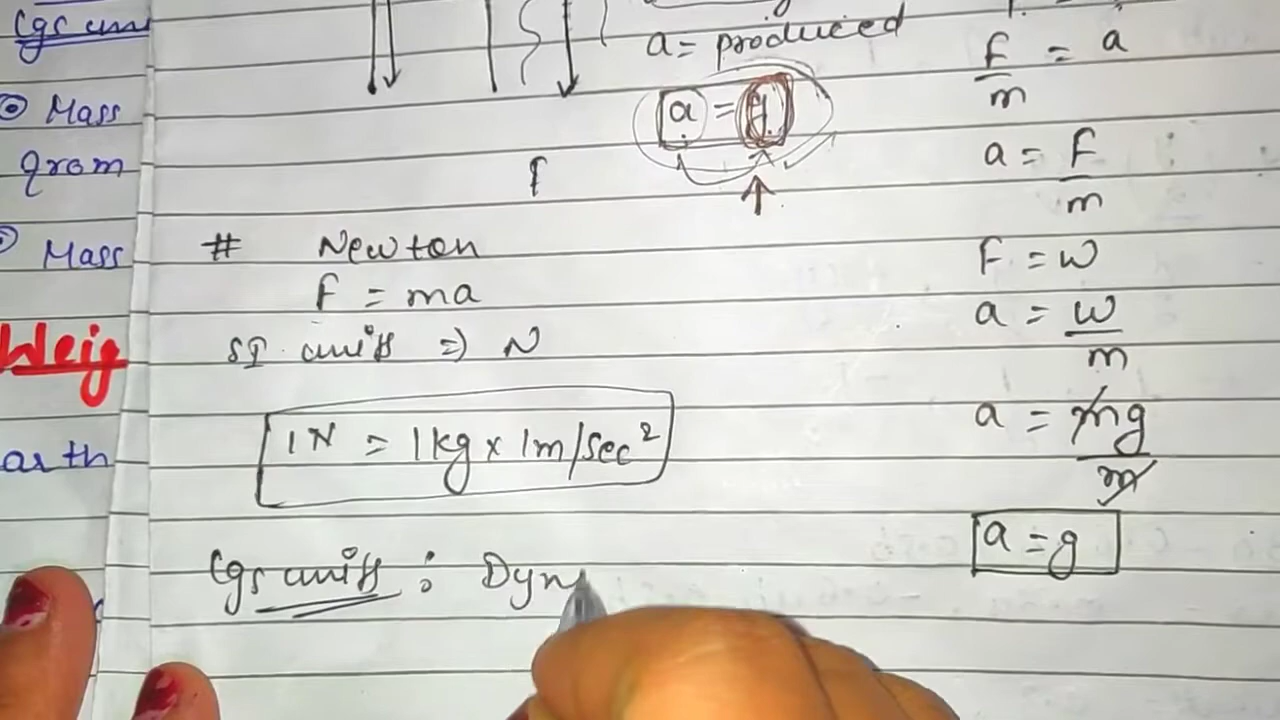 Cgs uni
Mass
gram
Mass
Weig
arth
a = produced
a = g
# Newton
F = ma
SI units => N
1N = 1kg x 1m/sec²
Cgs units : Dyn
F/m = a
a = F/m
F = w
a = w/m
a = mg/m
a = g